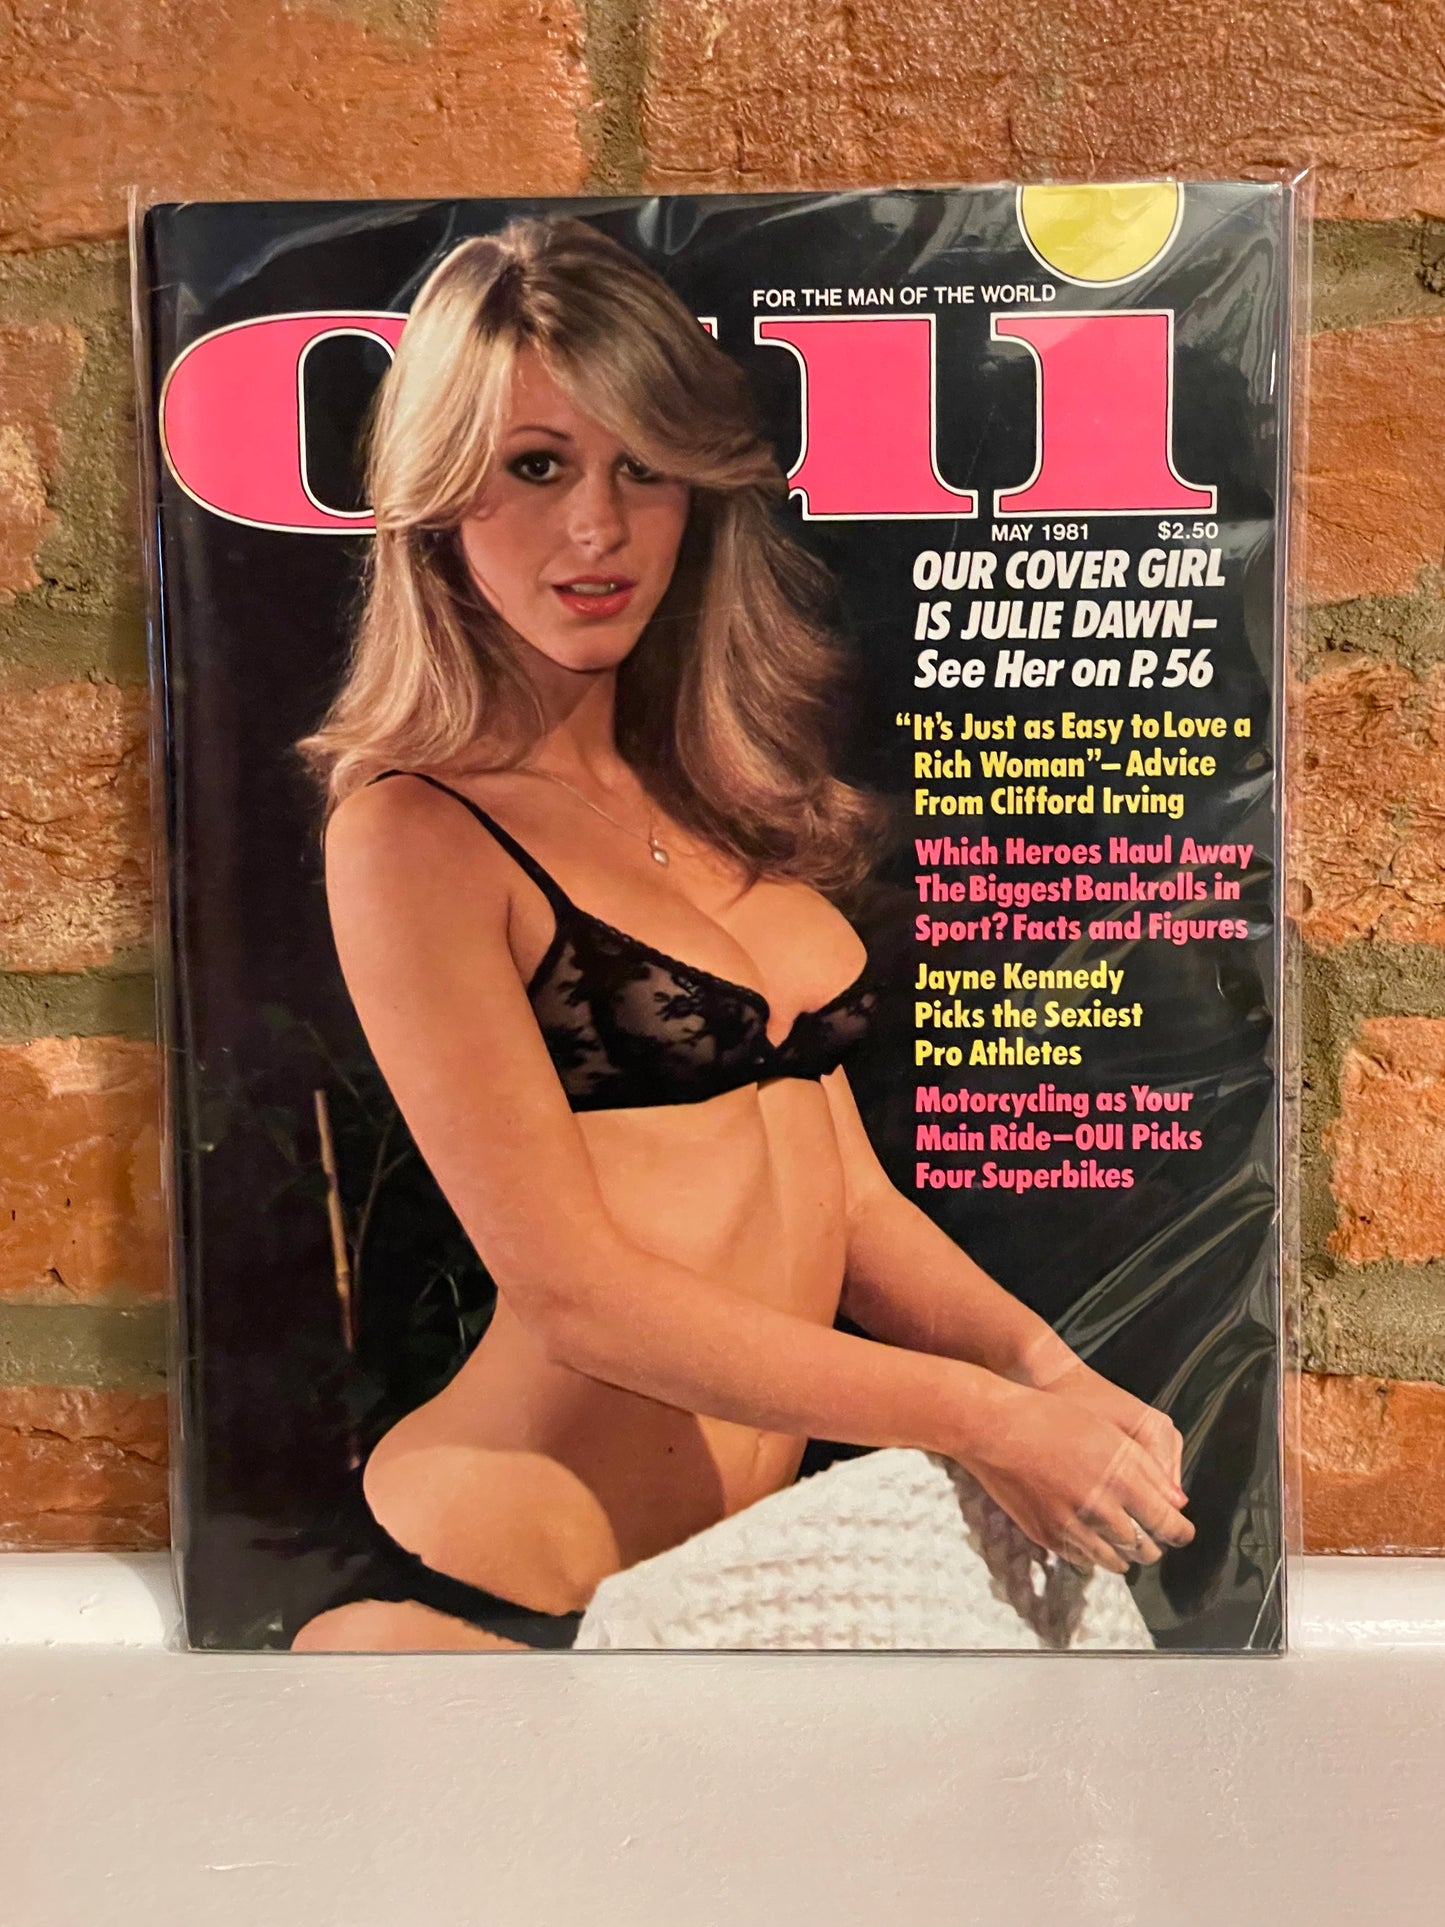 FOR THE MAN OF THE WORLD
oui
MAY 1981 $2.50
OUR COVER GIRL
IS JULIE DAWN–
See Her on P. 56
“It’s Just as Easy to Love a
Rich Woman”–Advice
From Clifford Irving
Which Heroes Haul Away
The Biggest Bankrolls in
Sport? Facts and Figures
Jayne Kennedy
Picks the Sexiest
Pro Athletes
Motorcycling as Your
Main Ride–OUI Picks
Four Superbikes